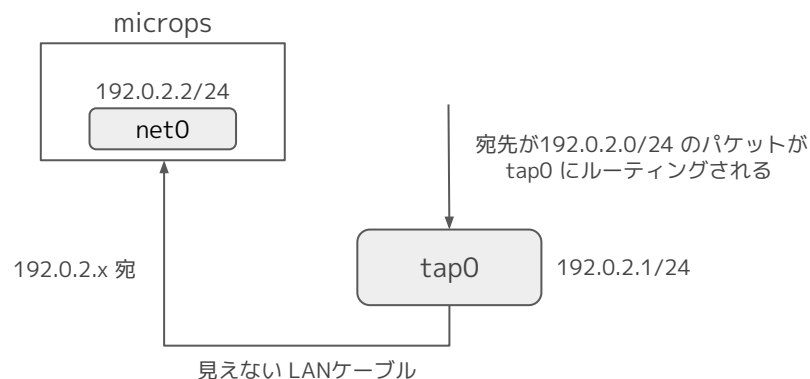 microps
192.0.2.2/24
net0
宛先が192.0.2.0/24 のパケットが
tap0 にルーティングされる
tap0
192.0.2.1/24
192.0.2.x 宛
見えない LANケーブル